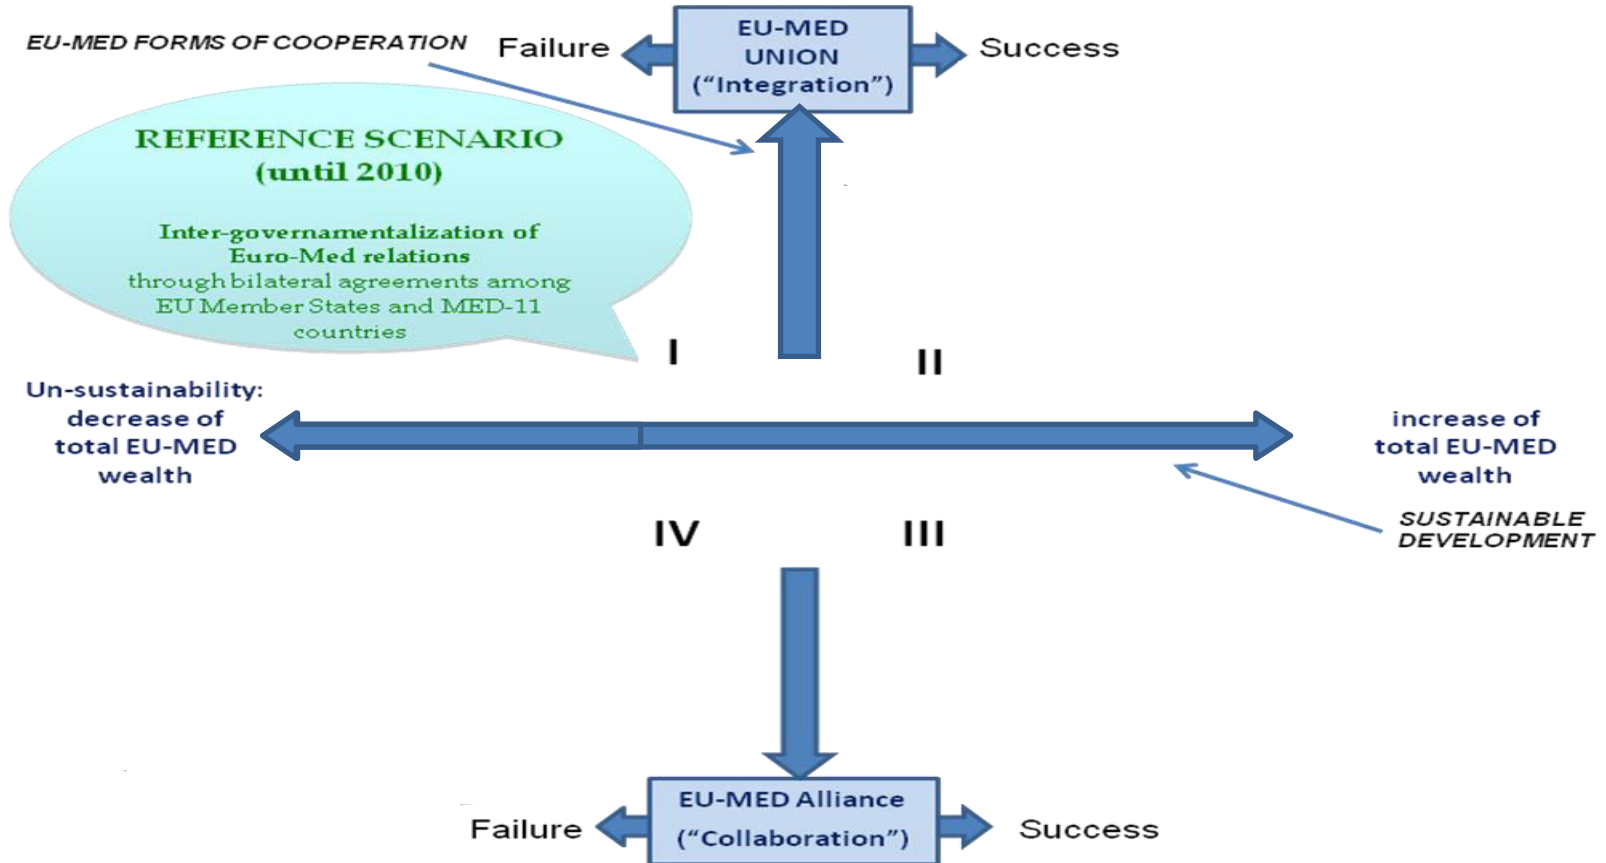 EU-MED FORMS OF COOPERATION
Failure
EU-MED
UNION
(“Integration”)
Success
REFERENCE SCENARIO
(until 2010)
Inter-governamentalization of
Euro-Med relations
through bilateral agreements among
EU Member States and MED-11
countries
I
II
Un-sustainability:
decrease of
total EU-MED
wealth
increase of
total EU-MED
wealth
SUSTAINABLE
DEVELOPMENT
IV
III
Failure
EU-MED Alliance
(“Collaboration”)
Success